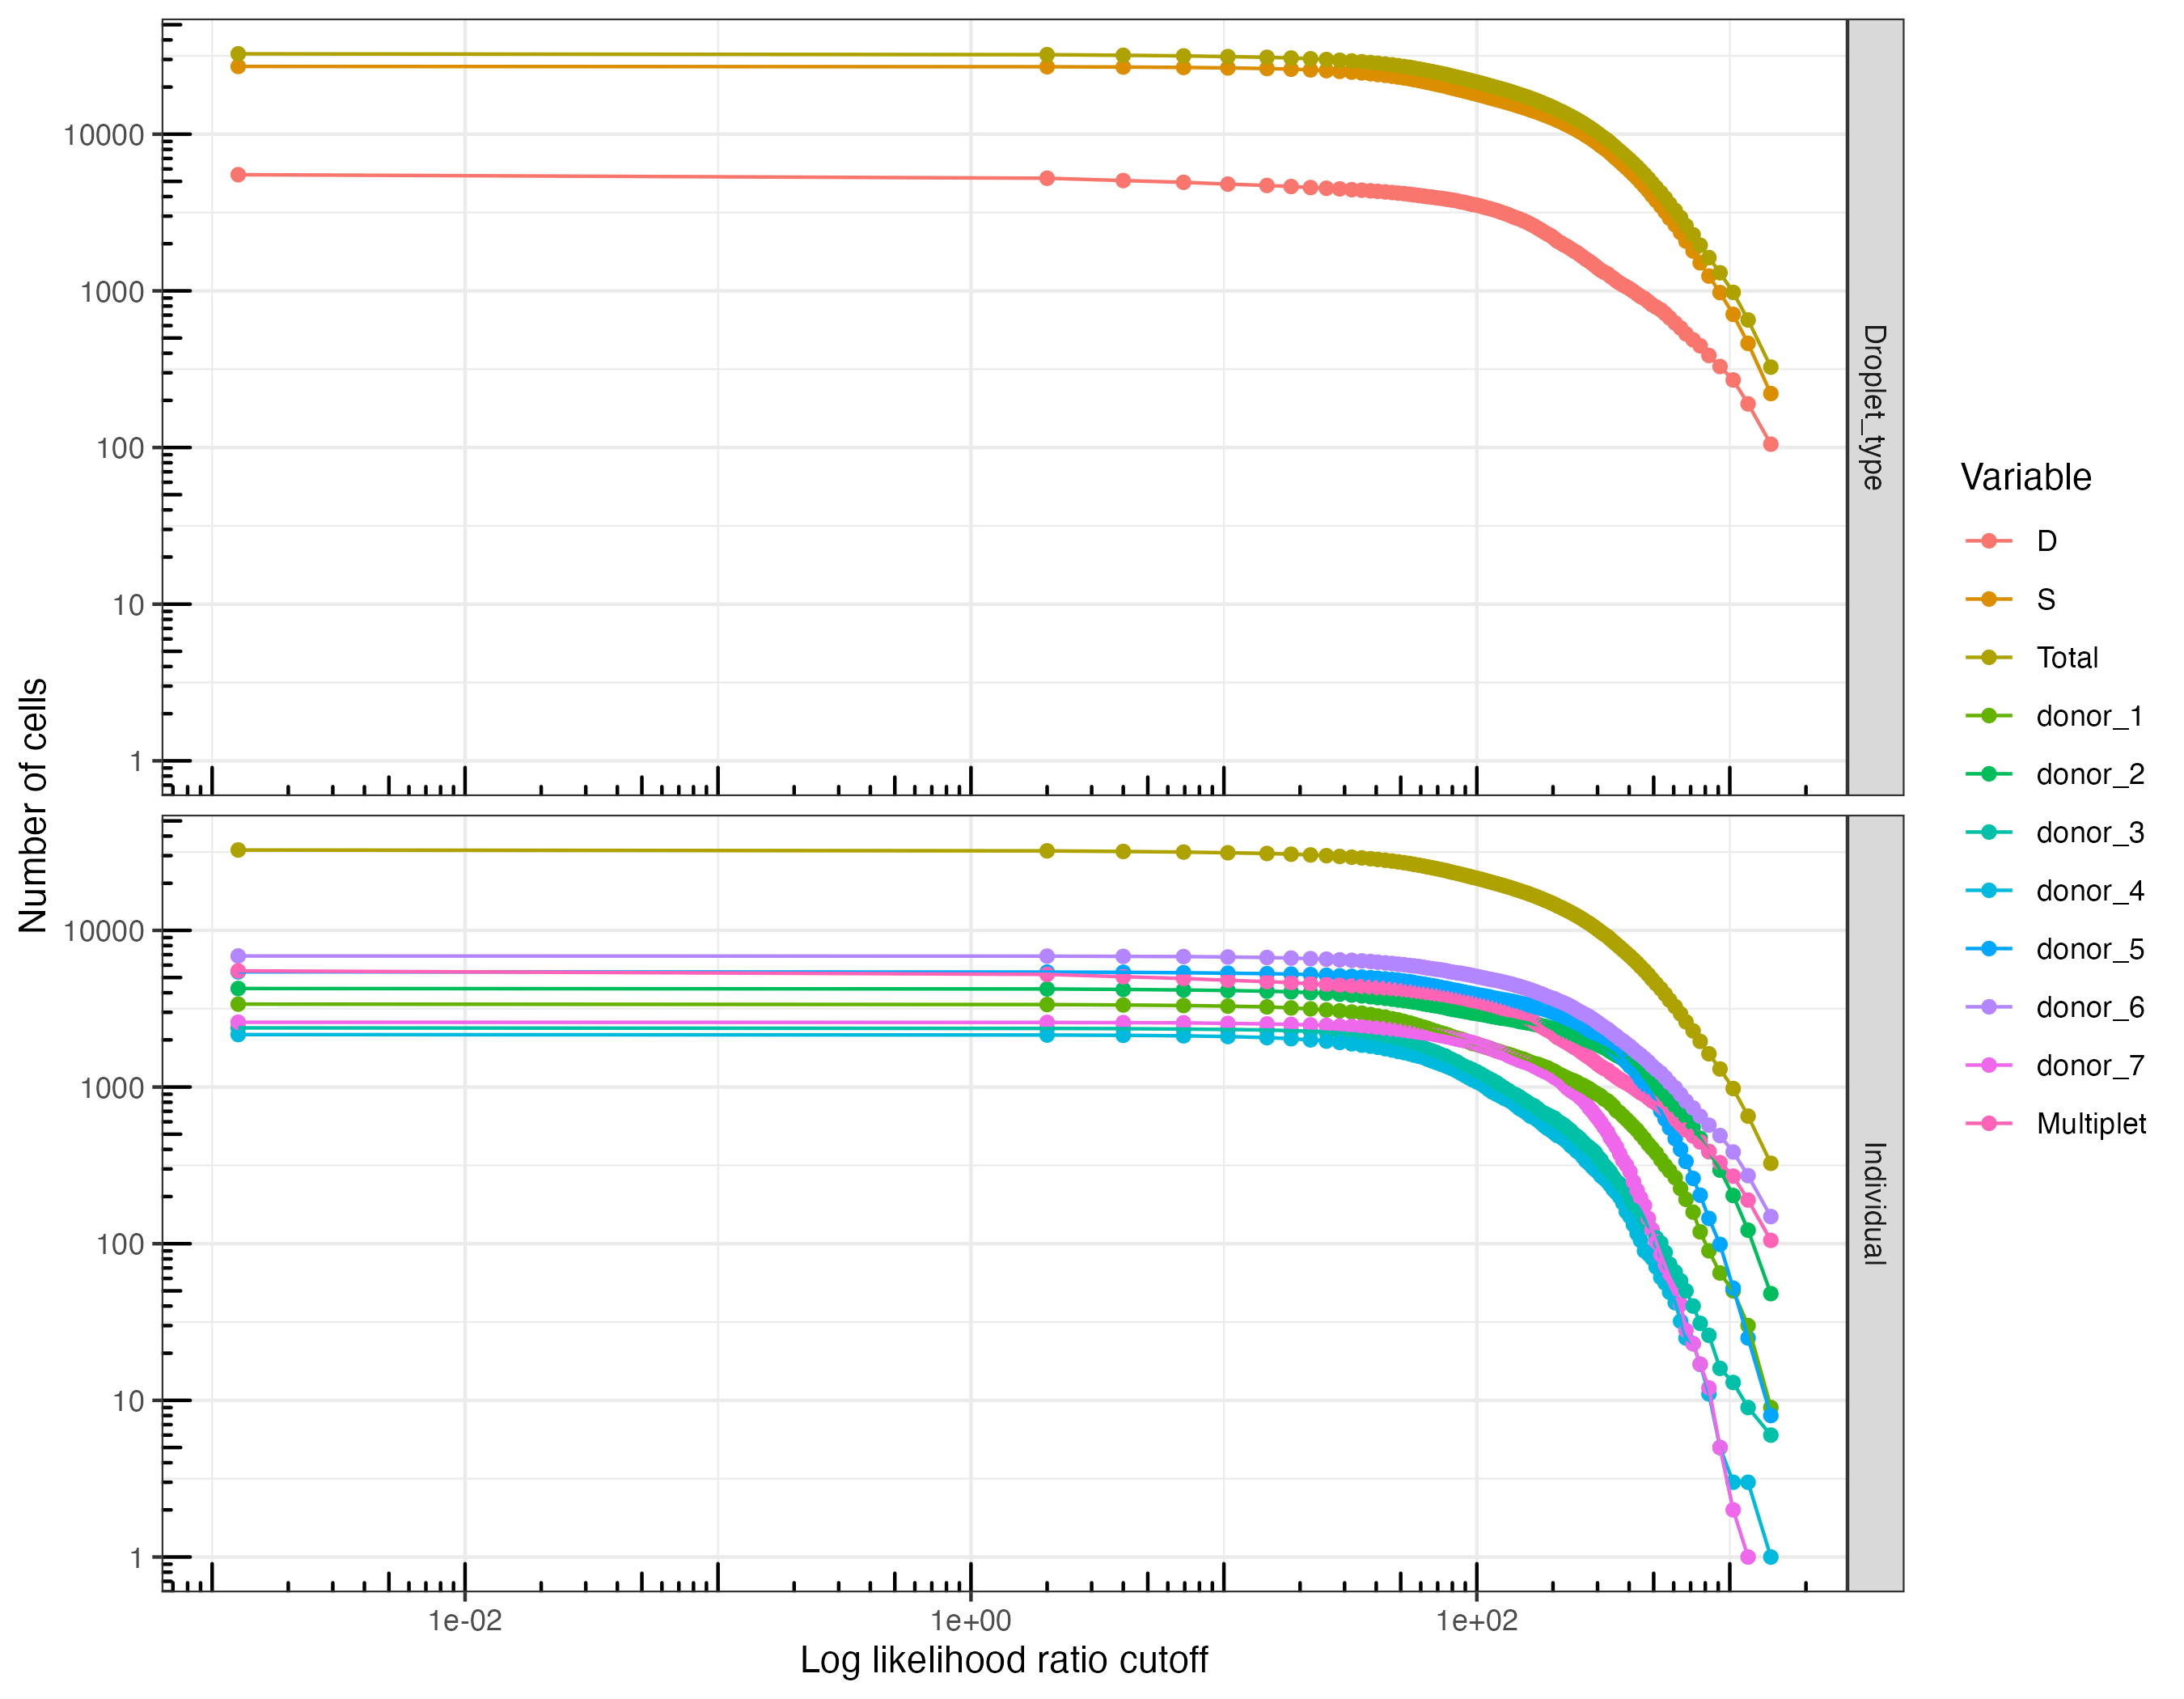 10000
1000
100
10
1
Droplet_type
10000
1000
100
10
1
Individual
1e-02
1e+00
1e+02
Log likelihood ratio cutoff
Number of cells
Variable
D
S
Total
donor_1
donor_2
donor_3
donor_4
donor_5
donor_6
donor_7
Multiplet